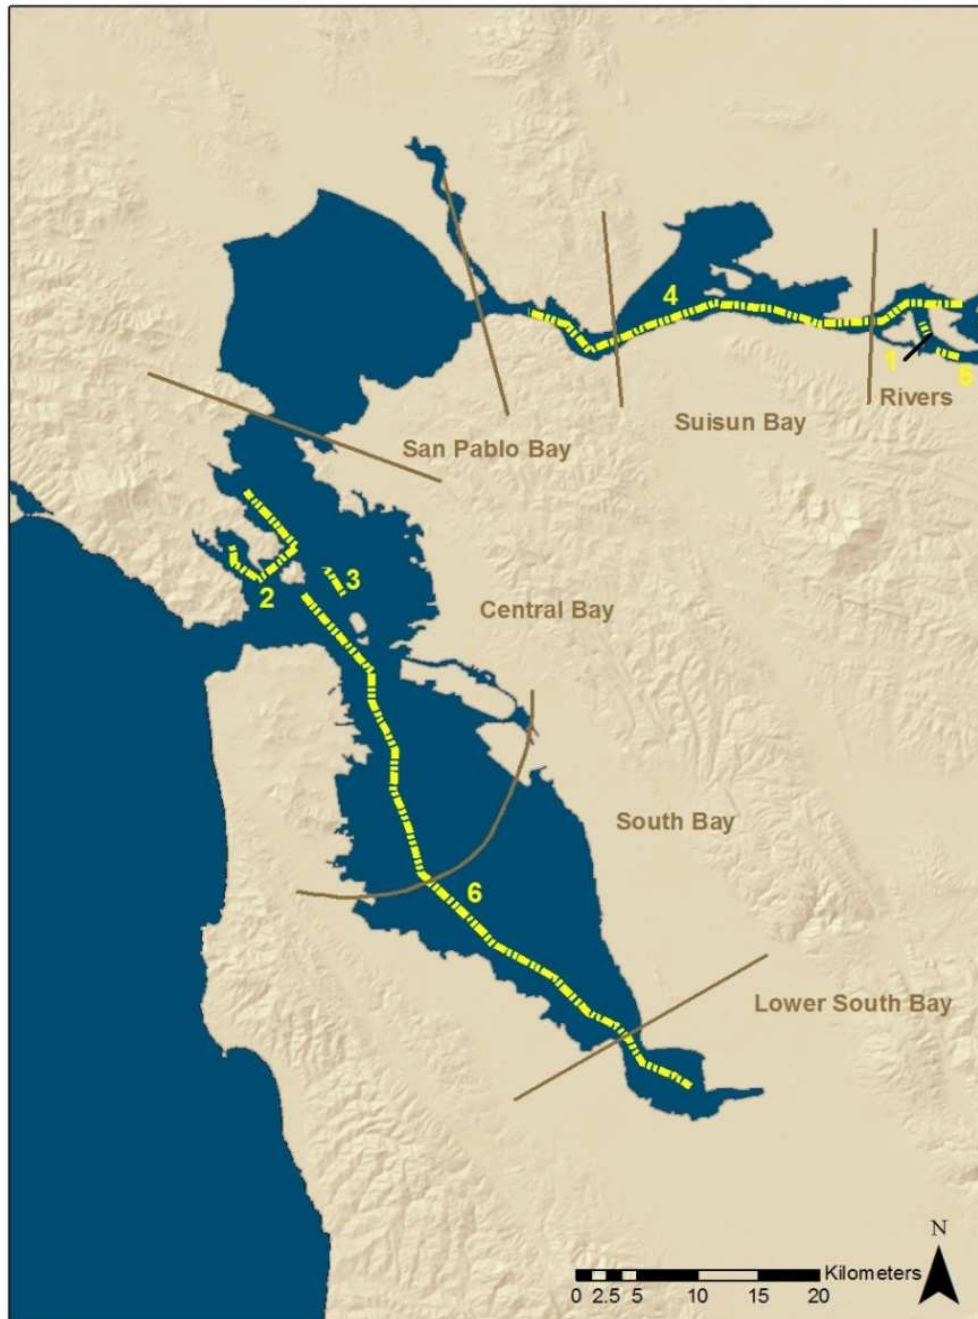 4
1
5
Rivers
Suisun Bay
San Pablo Bay
3
2
Central Bay
South Bay
6
Lower South Bay
N
Kilometers
0 2.5 5 10 15 20